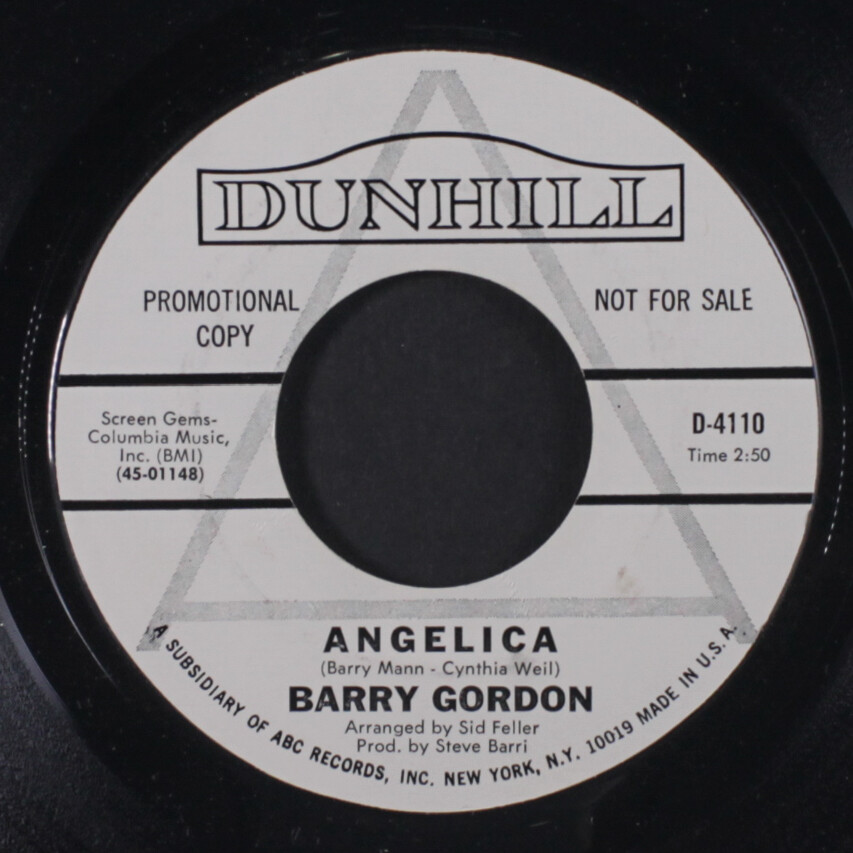 DUNHILL
PROMOTIONAL
COPY
NOT FOR SALE
Screen Gems-
Columbia Music,
Inc. (BMI)
(45-01148)
D-4110
Time 2:50
ANGELICA
(Barry Mann - Cynthia Weil)
BARRY GORDON
Arranged by Sid Feller
Prod. by Steve Barri
A SUBSIDIARY OF ABC RECORDS, INC. NEW YORK, N.Y. 10019 MADE IN U.S.A.